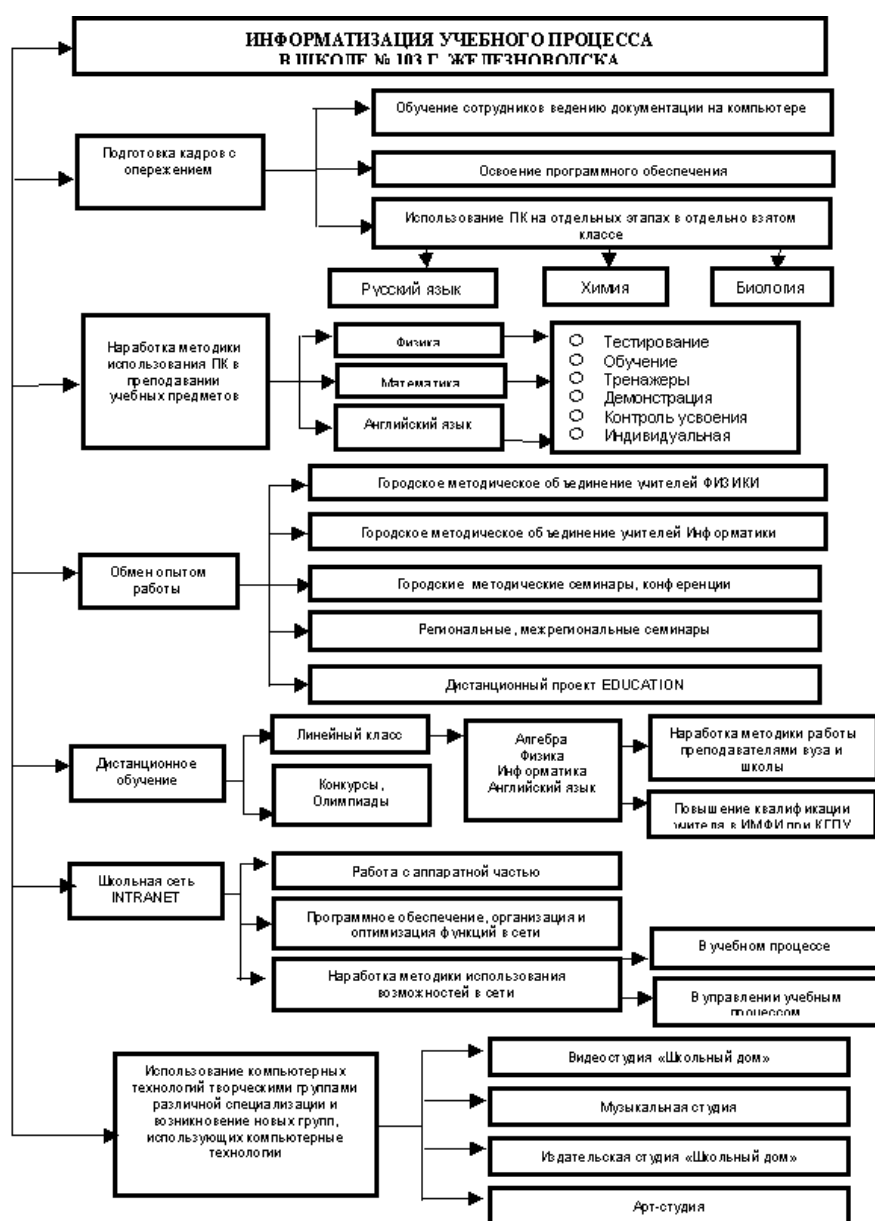 ИНФОРМАТИЗАЦИЯ УЧЕБНОГО ПРОЦЕССА
В ШКОЛЕ № 103 Г. ЖЕЛЕЗНОВОДСКА
Подготовка кадров с
опережением
Обучение сотрудников ведению документации на компьютере
Освоение программного обеспечения
Использование ПК на отдельных этапах в отдельно взятом
классе
Русский язык
Химия
Биология
Наработка методики
использования ПК в
преподавании
учебных предметов
Физика
Математика
Английский язык
Тестирование
Обучение
Тренажеры
Демонстрация
Контроль усвоения
Индивидуальная
Обмен опытом
работы
Городское методическое объединение учителей ФИЗИКИ
Городское методическое объединение учителей Информатики
Городские методические семинары, конференции
Региональные, межрегиональные семинары
Дистанционный проект EDUCATION
Дистанционное
обучение
Линейный класс
Конкурсы,
Олимпиады
Алгебра
Физика
Информатика
Английский язык
Наработка методики работы
преподавателями вуза и
школы
Повышение квалификации
учителя в ИМФИ при КГПУ
Школьная сеть
INTRANET
Работа с аппаратной частью
Программное обеспечение, организация и
оптимизация функций в сети
Наработка методики использования
возможностей в сети
В учебном процессе
В управлении учебным
процессом
Использование компьютерных
технологий творческими группами
различной специализации и
возникновение новых групп,
использующих компьютерные
технологии
Видеостудия «Школьный дом»
Музыкальная студия
Издательская студия «Школьный дом»
Арт-студия